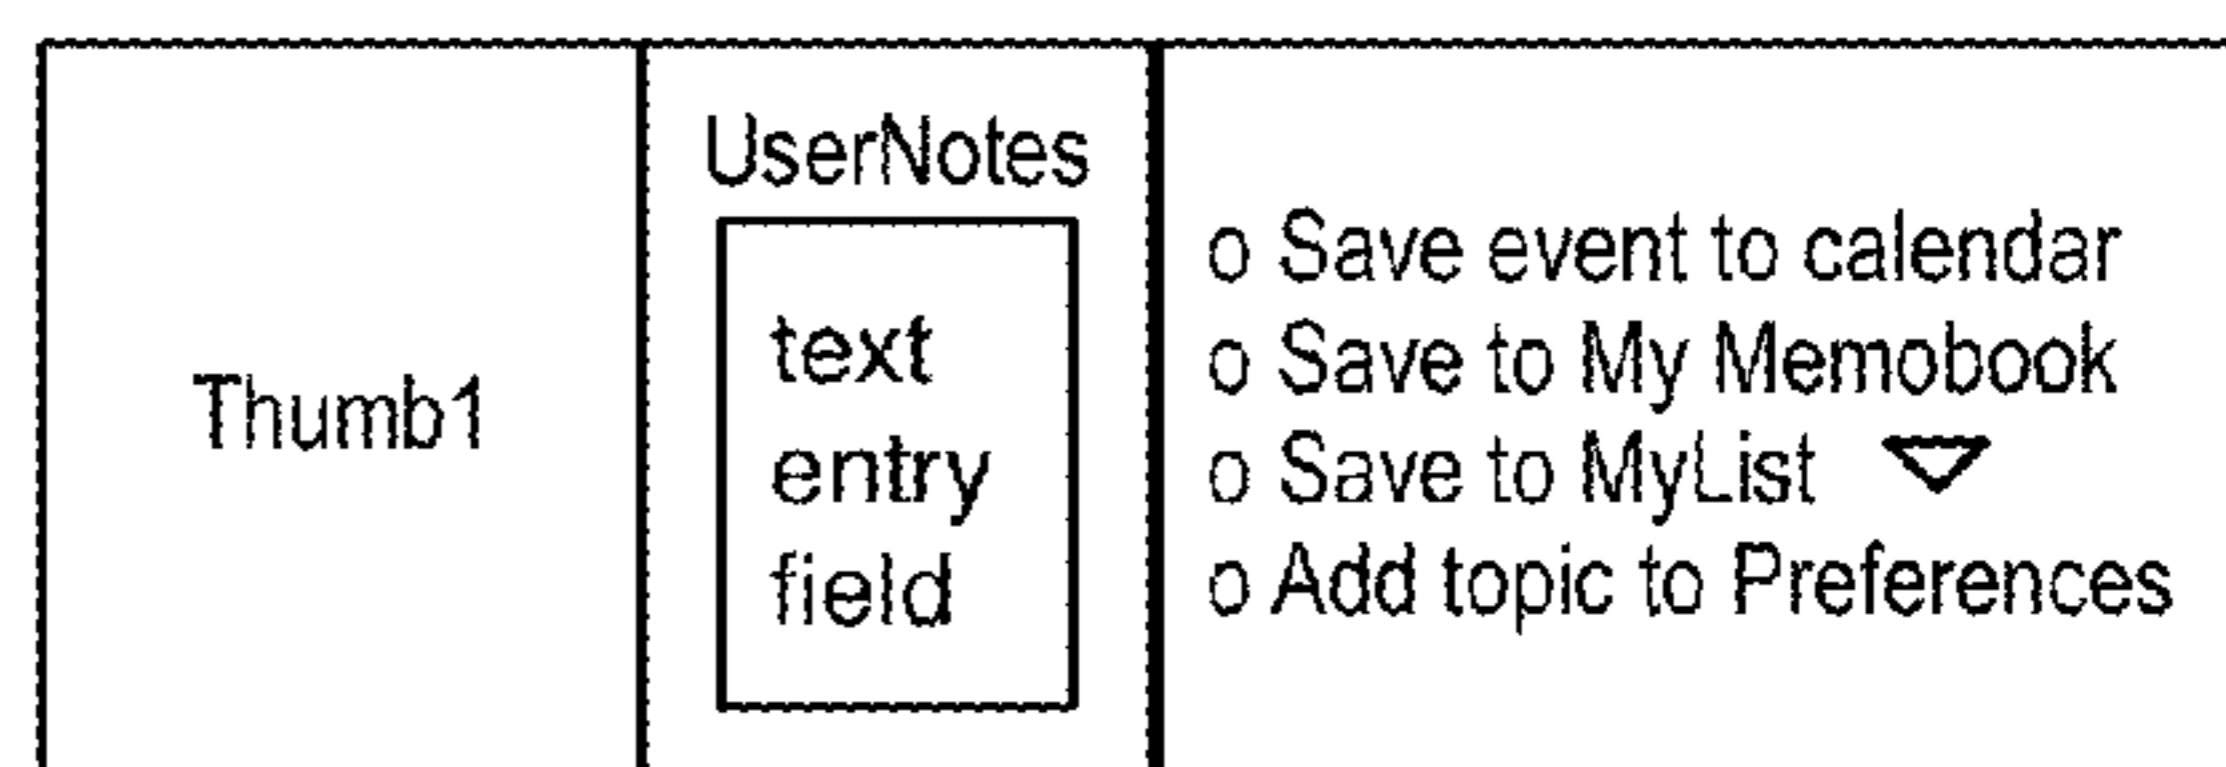 Thumb1
UserNotes
text
entry
field
o Save event to calendar
o Save to My Memobook
o Save to MyList
o Add topic to Preferences